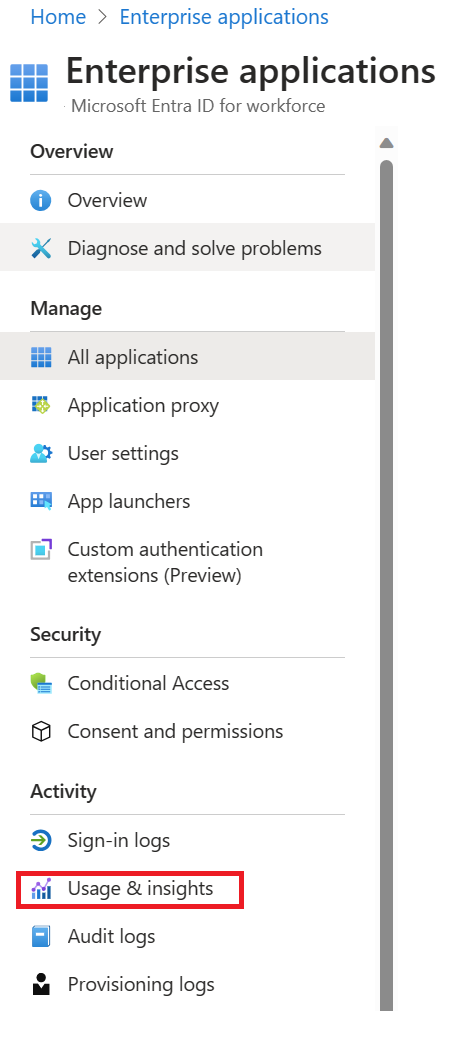 Home > Enterprise applications
Enterprise applications
Microsoft Entra ID for workforce
Overview
Overview
Diagnose and solve problems
Manage
All applications
Application proxy
User settings
App launchers
Custom authentication
extensions (Preview)
Security
Conditional Access
Consent and permissions
Activity
Sign-in logs
Usage & insights
Audit logs
Provisioning logs